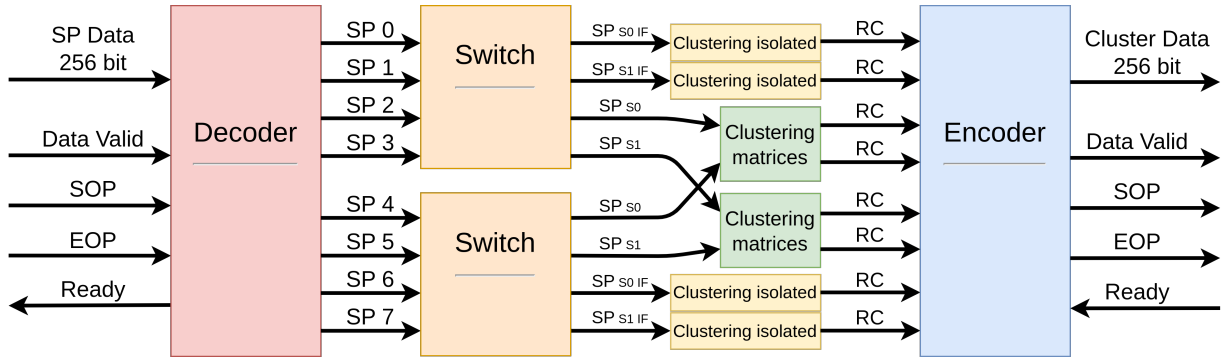 SP Data
256 bit
Data Valid
SOP
EOP
Ready
Decoder
SP 0
SP 1
SP 2
SP 3
SP 4
SP 5
SP 6
SP 7
Switch
Switch
SP S0 IF
SP S1 IF
SP S0
SP S1
SP S0
SP S1
SP S0 IF
SP S1 IF
Clustering isolated
Clustering isolated
Clustering
matrices
Clustering
matrices
Clustering isolated
Clustering isolated
RC
RC
RC
RC
RC
RC
RC
RC
Encoder
Cluster Data
256 bit
Data Valid
SOP
EOP
Ready